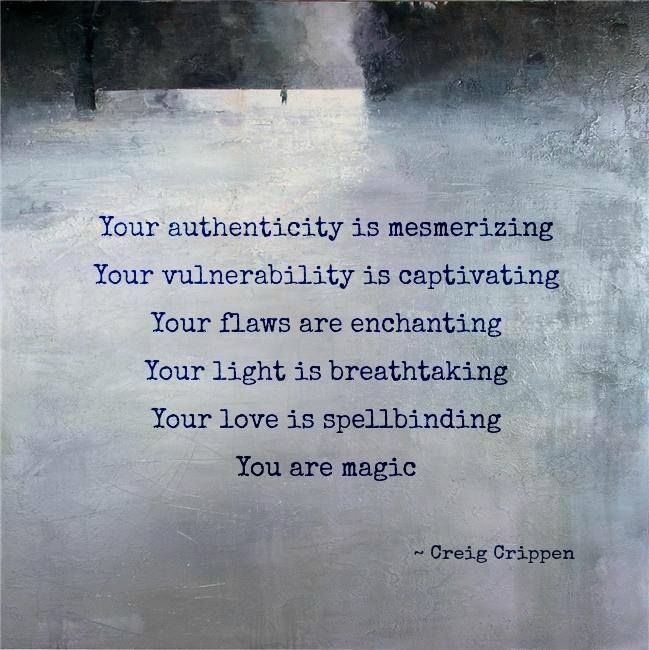 Your authenticity is mesmerizing
Your vulnerability is captivating
Your flaws are enchanting
Your light is breathtaking
Your love is spellbinding
You are magic
~ Creig Crippen